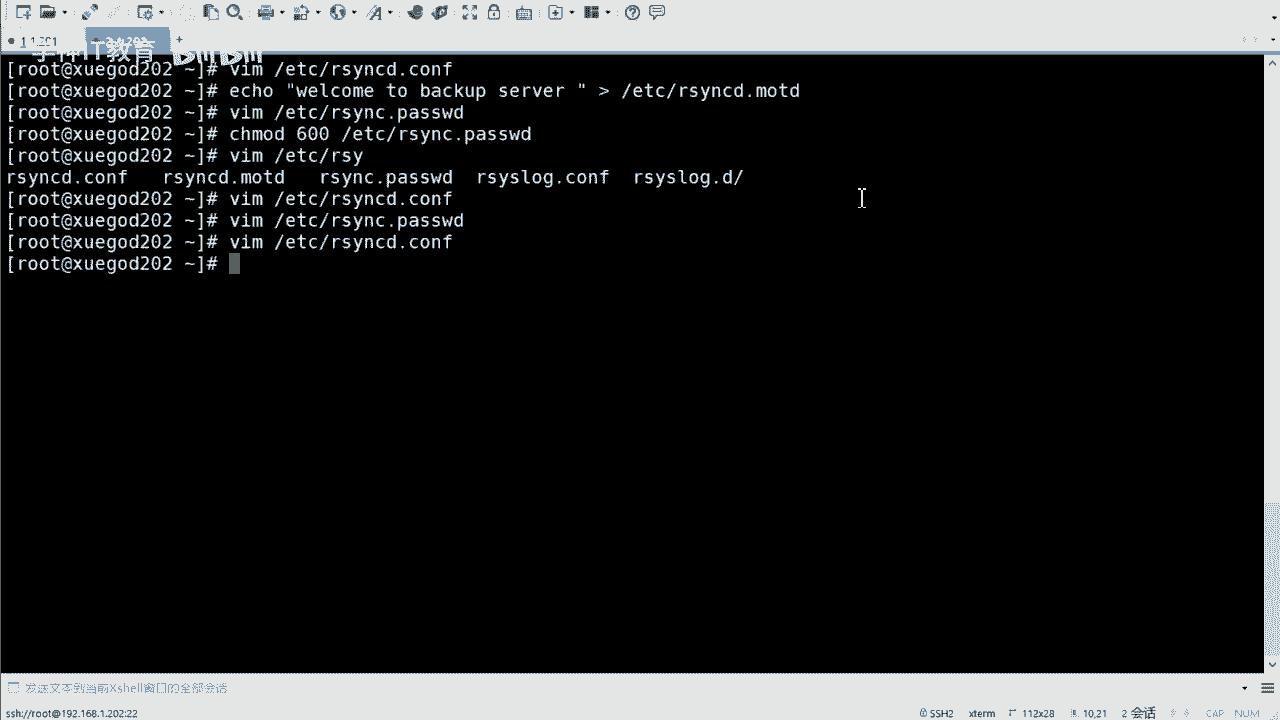 1 1.201
学神IT教育 bilibili
[root@xuegod202 ~]# vim /etc/rsyncd.conf
[root@xuegod202 ~]# echo "welcome to backup server " > /etc/rsyncd.motd
[root@xuegod202 ~]# vim /etc/rsync.passwd
[root@xuegod202 ~]# chmod 600 /etc/rsync.passwd
[root@xuegod202 ~]# vim /etc/rsy
rsyncd.conf rsyncd.motd rsync.passwd rsyslog.conf rsyslog.d/
[root@xuegod202 ~]# vim /etc/rsyncd.conf
[root@xuegod202 ~]# vim /etc/rsync.passwd
[root@xuegod202 ~]# vim /etc/rsyncd.conf
[root@xuegod202 ~]#
发送文本到当前Xshell窗口的全部会话
ssh://root@192.168.1.202:22 SSH2 xterm 112x28 10,21 2 会话 CAP NUM